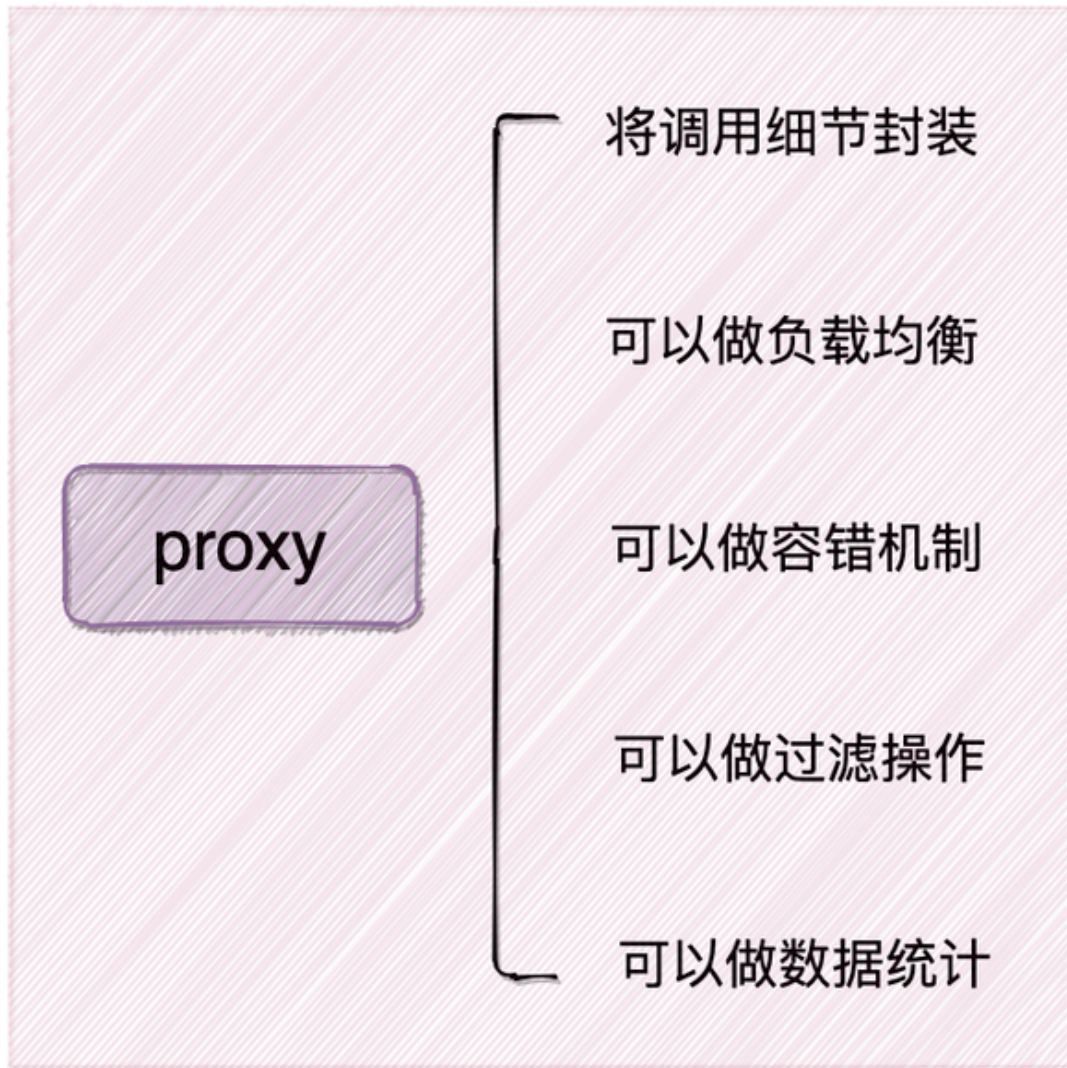 将调用细节封装
可以做负载均衡
proxy
可以做容错机制
可以做过滤操作
可以做数据统计